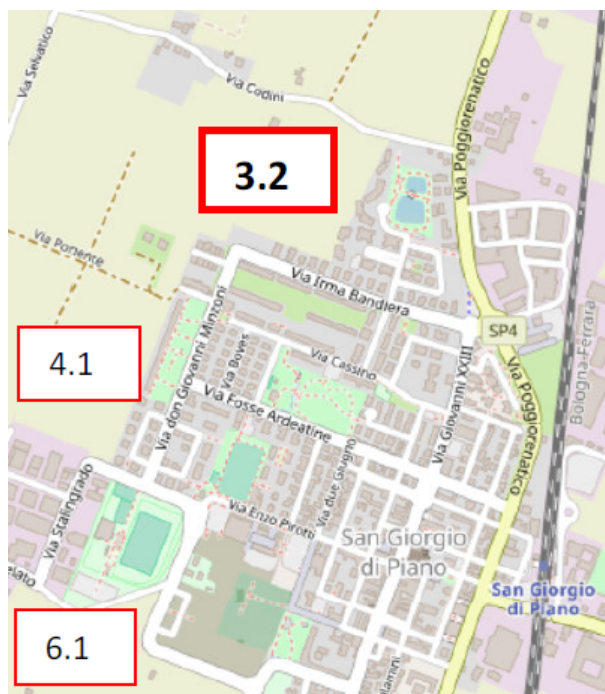 Via Selvatico
Via Codini
Via Poggiorenatico
3.2
Via Ponente
Via Irma Bandiera
SP4
Via don Giovanni Minzoni
4.1
Via Boves
Via Cassino
Via Giovanni XXIII
Via Poggiorenatico
Bologna-Ferrara
Via Fosse Ardeatine
Via due Giugno
Via Stalingrado
Via Enzo Pirotti
San Giorgio
di Piano
San Giorgio
di Piano
elato
6.1